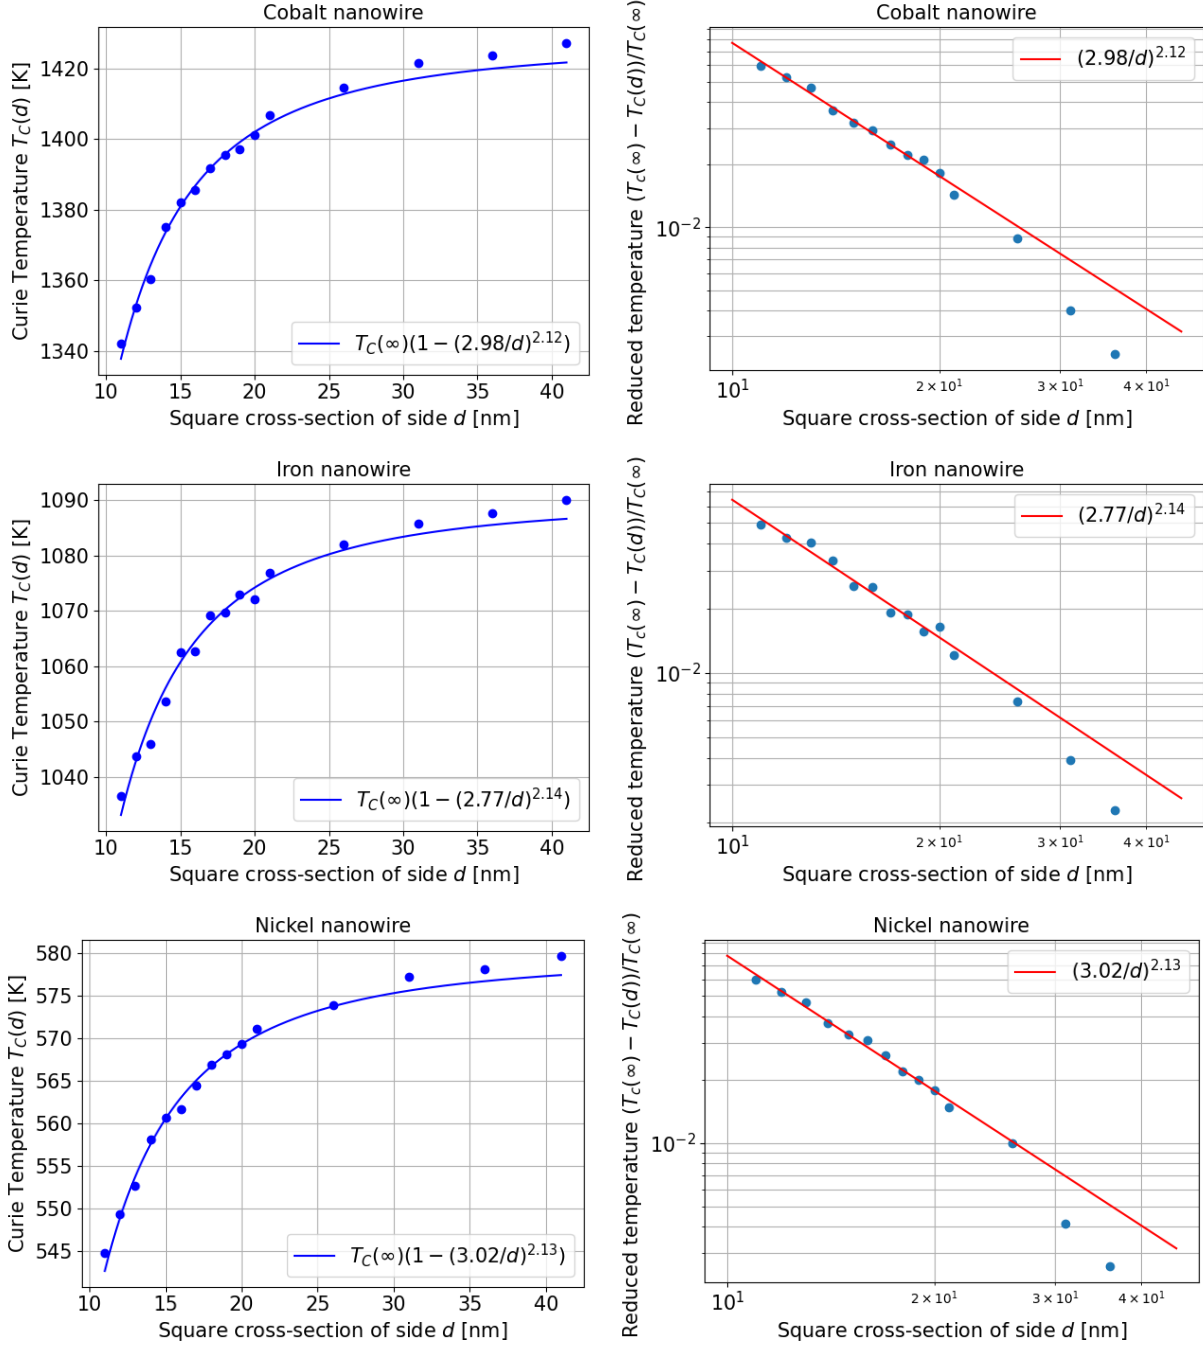 Cobalt nanowire
Curie Temperature T_C(d) [K]
1420
1400
1380
1360
1340
T_C(∞)(1 − (2.98/d)^2.12)
10 15 20 25 30 35 40
Square cross-section of side d [nm]
Cobalt nanowire
Reduced temperature (T_C(∞) − T_C(d))/T_C(∞)
(2.98/d)^2.12
10^−2
10^1 2 × 10^1 3 × 10^1 4 × 10^1
Square cross-section of side d [nm]
Iron nanowire
Curie Temperature T_C(d) [K]
1090
1080
1070
1060
1050
1040
T_C(∞)(1 − (2.77/d)^2.14)
10 15 20 25 30 35 40
Square cross-section of side d [nm]
Iron nanowire
Reduced temperature (T_C(∞) − T_C(d))/T_C(∞)
(2.77/d)^2.14
10^−2
10^1 2 × 10^1 3 × 10^1 4 × 10^1
Square cross-section of side d [nm]
Nickel nanowire
Curie Temperature T_C(d) [K]
580
575
570
565
560
555
550
545
T_C(∞)(1 − (3.02/d)^2.13)
10 15 20 25 30 35 40
Square cross-section of side d [nm]
Nickel nanowire
Reduced temperature (T_C(∞) − T_C(d))/T_C(∞)
(3.02/d)^2.13
10^−2
10^1 2 × 10^1 3 × 10^1 4 × 10^1
Square cross-section of side d [nm]